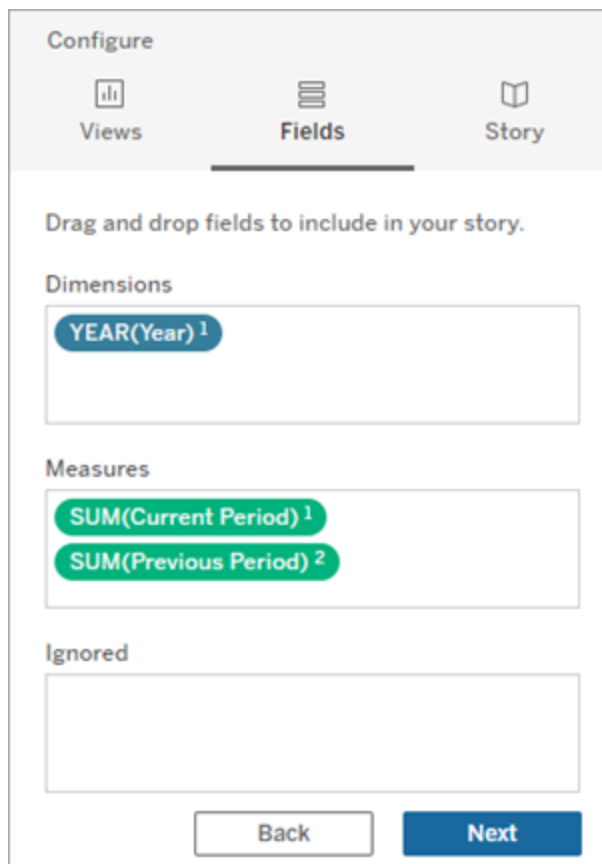 Configure
Views Fields Story
Drag and drop fields to include in your story.
Dimensions
YEAR(Year) 1
Measures
SUM(Current Period) 1
SUM(Previous Period) 2
Ignored
Back Next